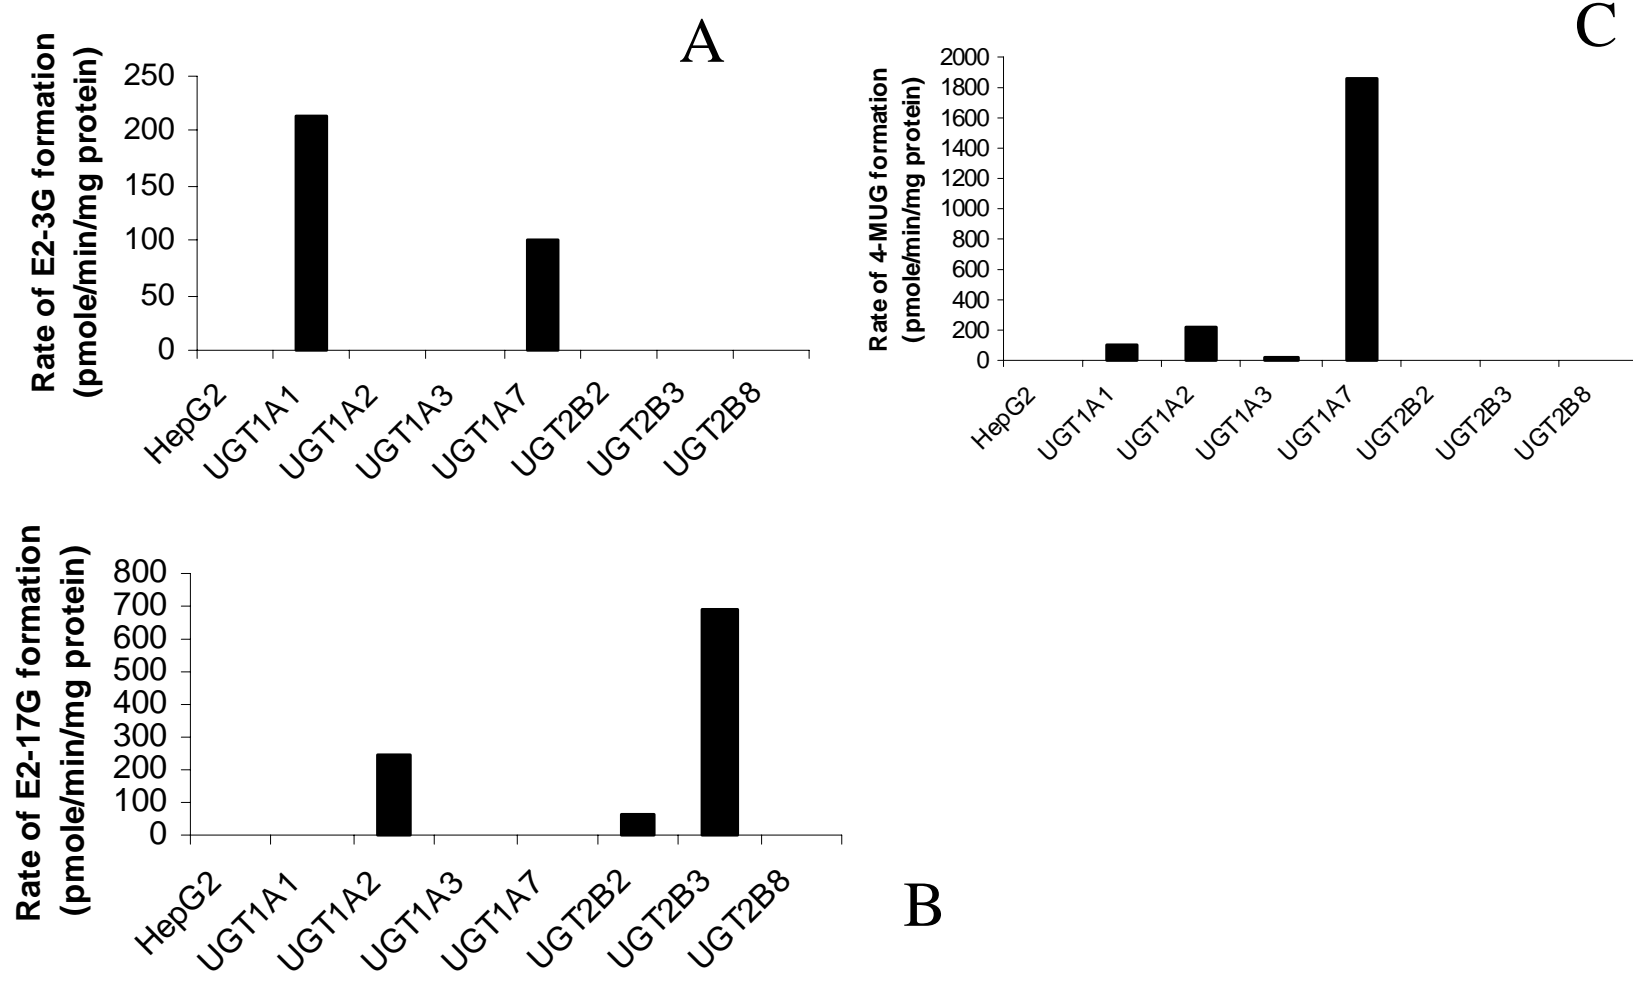 A
Rate of E2-3G formation
(pmole/min/mg protein)
250
200
150
100
50
0
HepG2
UGT1A1
UGT1A2
UGT1A3
UGT1A7
UGT2B2
UGT2B3
UGT2B8
C
Rate of 4-MUG formation
(pmole/min/mg protein)
2000
1800
1600
1400
1200
1000
800
600
400
200
0
HepG2
UGT1A1
UGT1A2
UGT1A3
UGT1A7
UGT2B2
UGT2B3
UGT2B8
Rate of E2-17G formation
(pmole/min/mg protein)
800
700
600
500
400
300
200
100
0
HepG2
UGT1A1
UGT1A2
UGT1A3
UGT1A7
UGT2B2
UGT2B3
UGT2B8
B